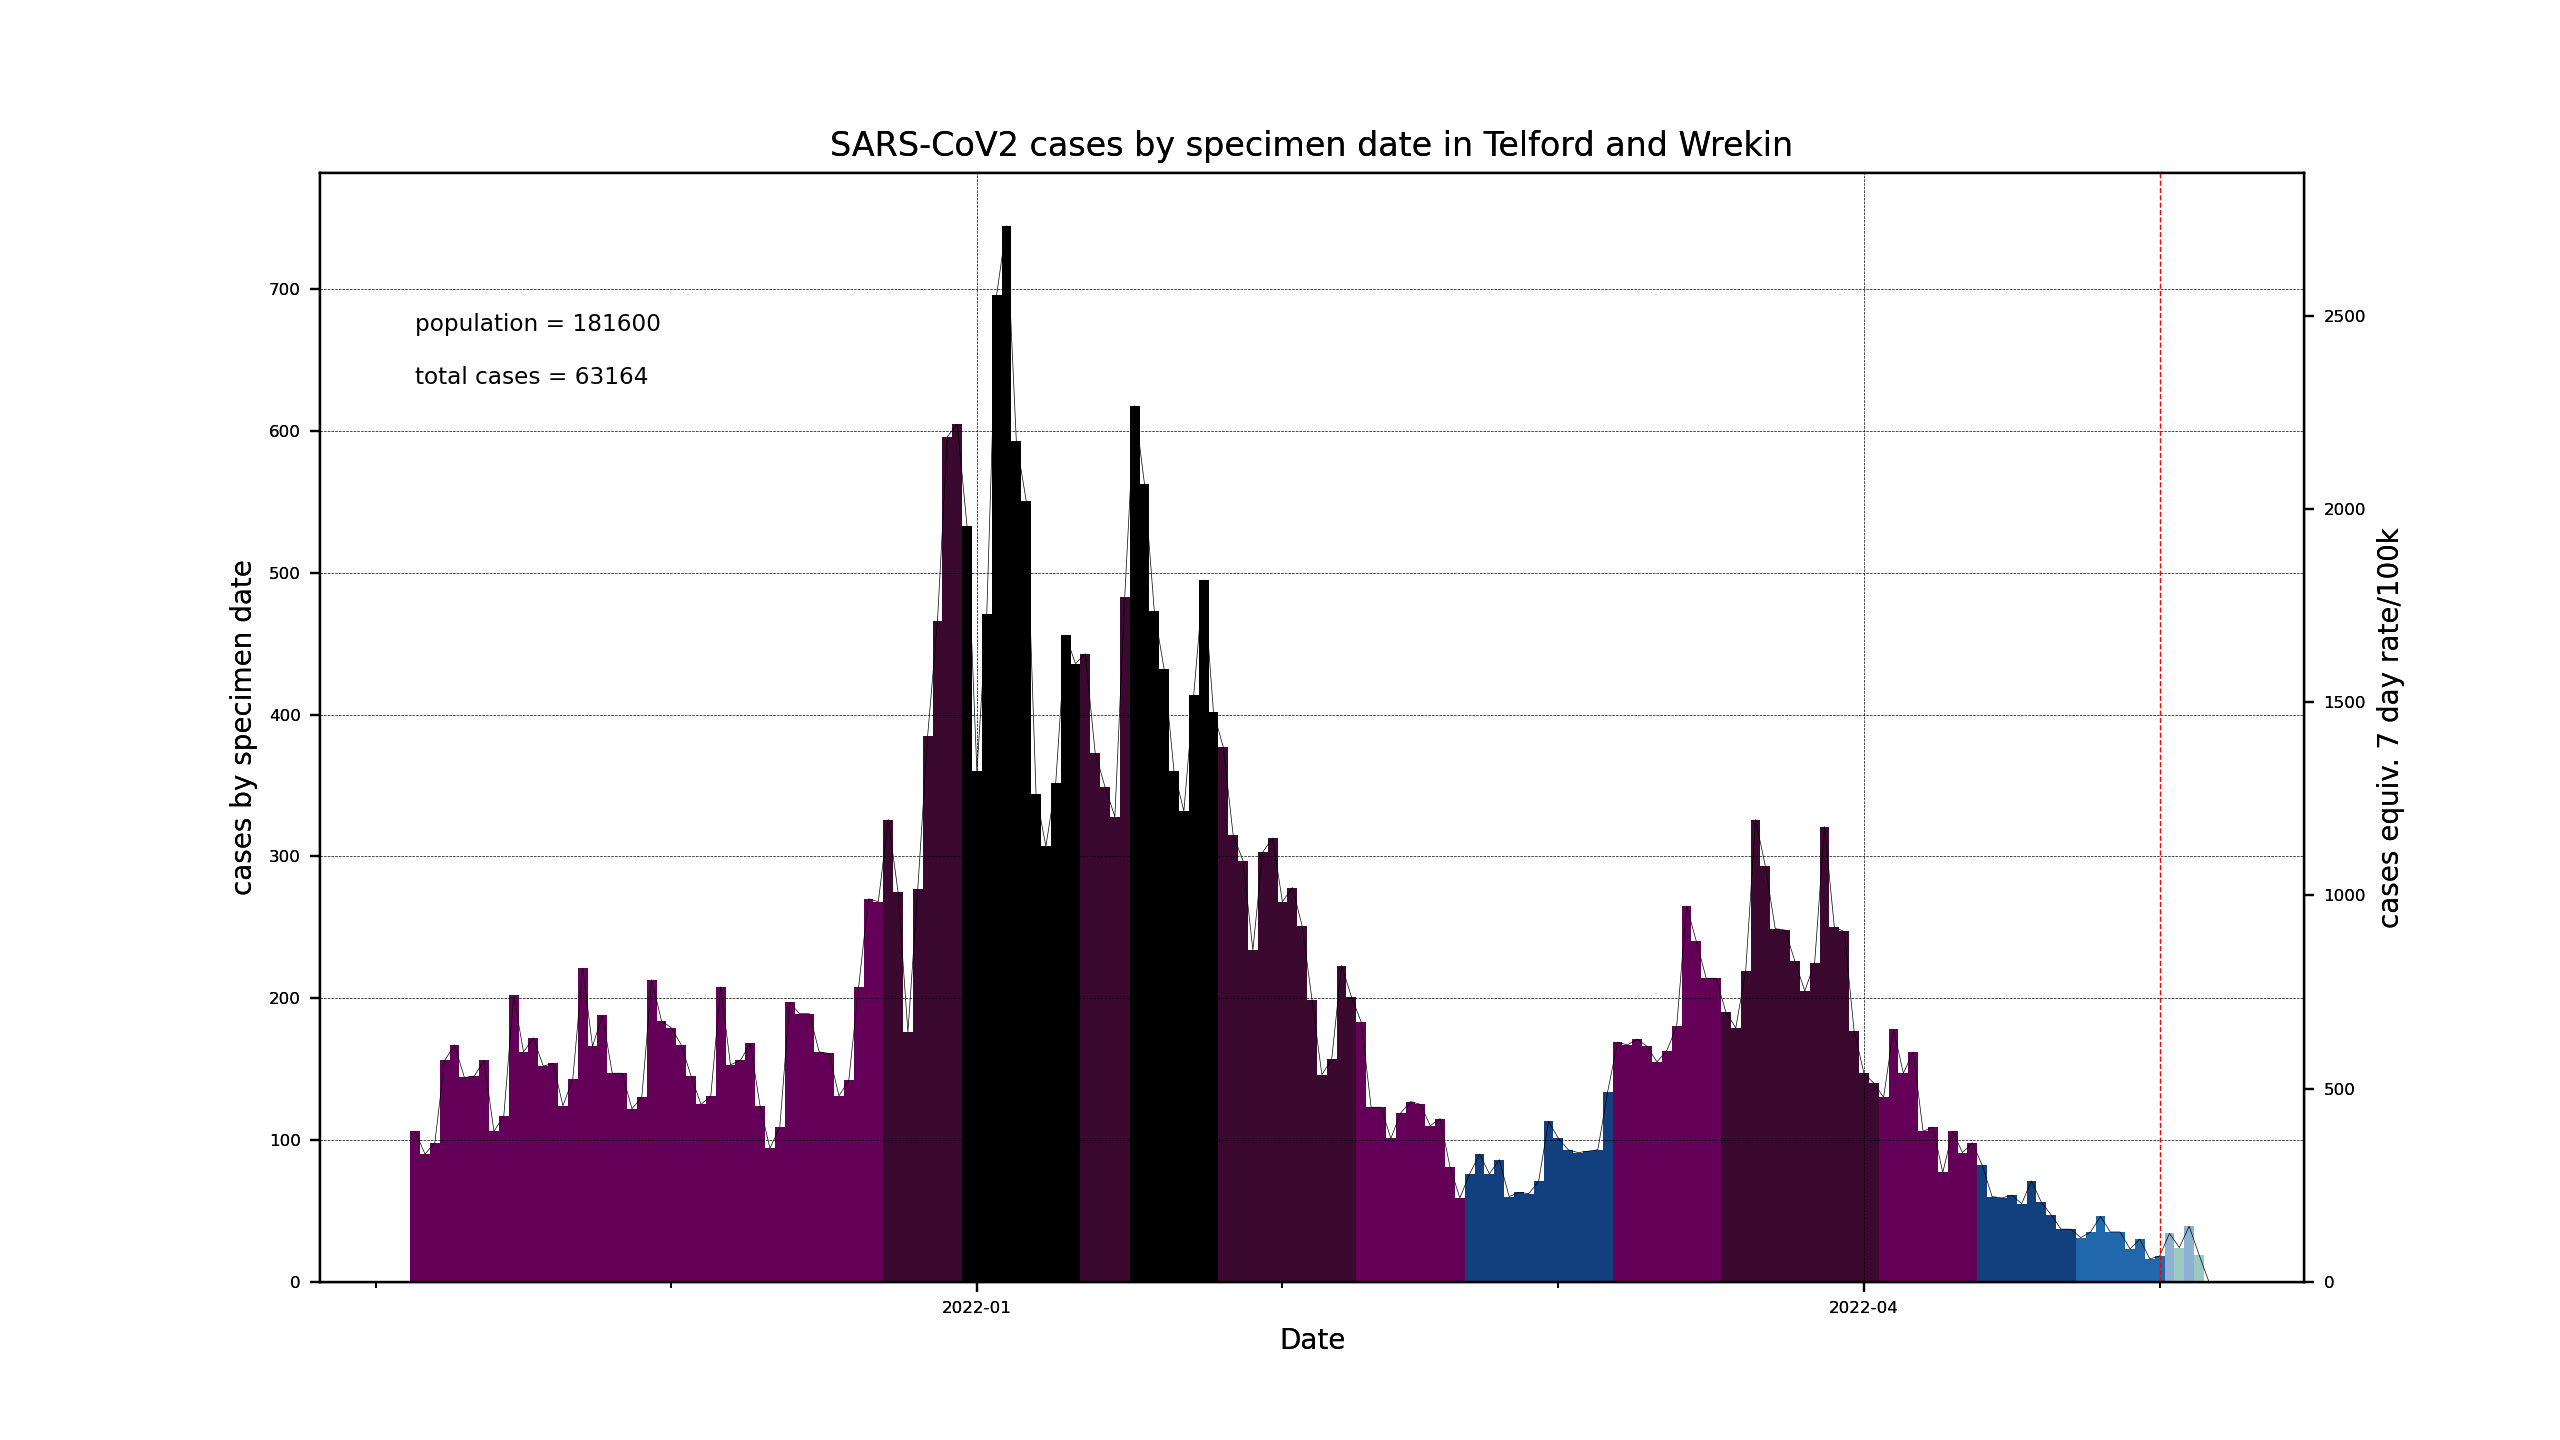 SARS-CoV2 cases by specimen date in Telford and Wrekin
population = 181600
total cases = 63164
cases by specimen date
700
600
500
400
300
200
100
0
2500
2000
1500
1000
500
0
cases equiv. 7 day rate/100k
2022-01
2022-04
Date